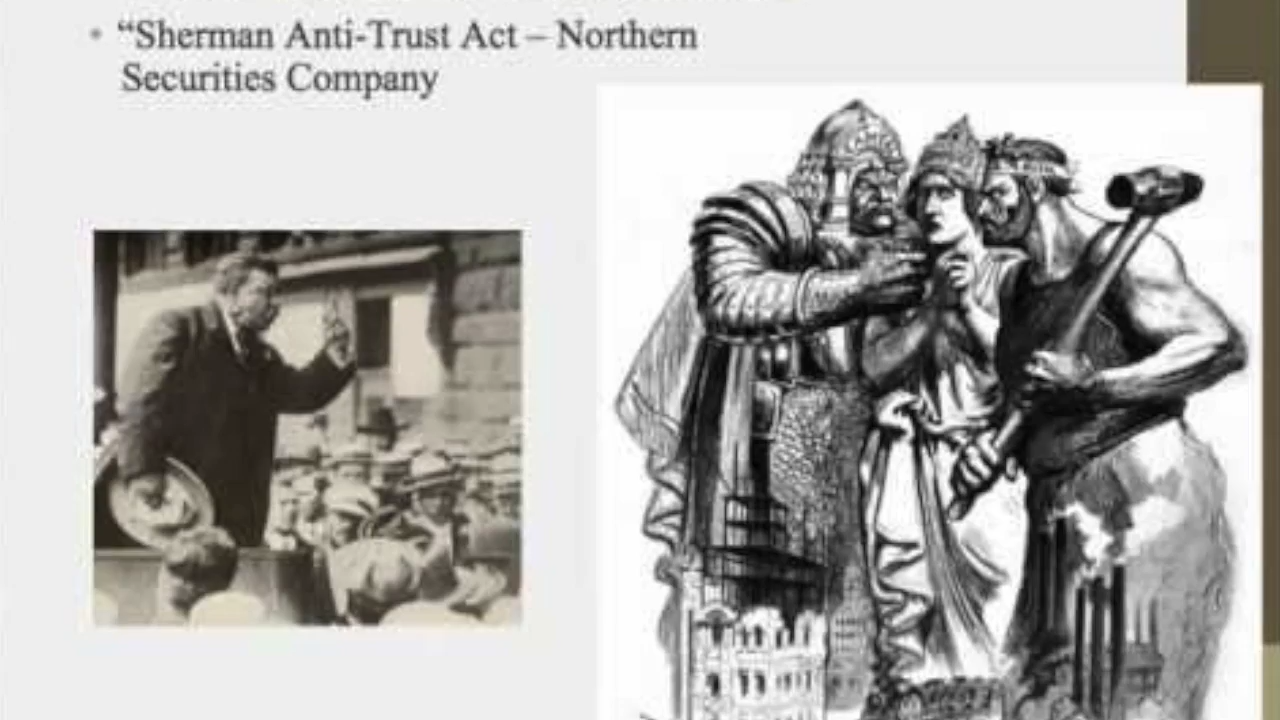 • “Sherman Anti-Trust Act – Northern
Securities Company